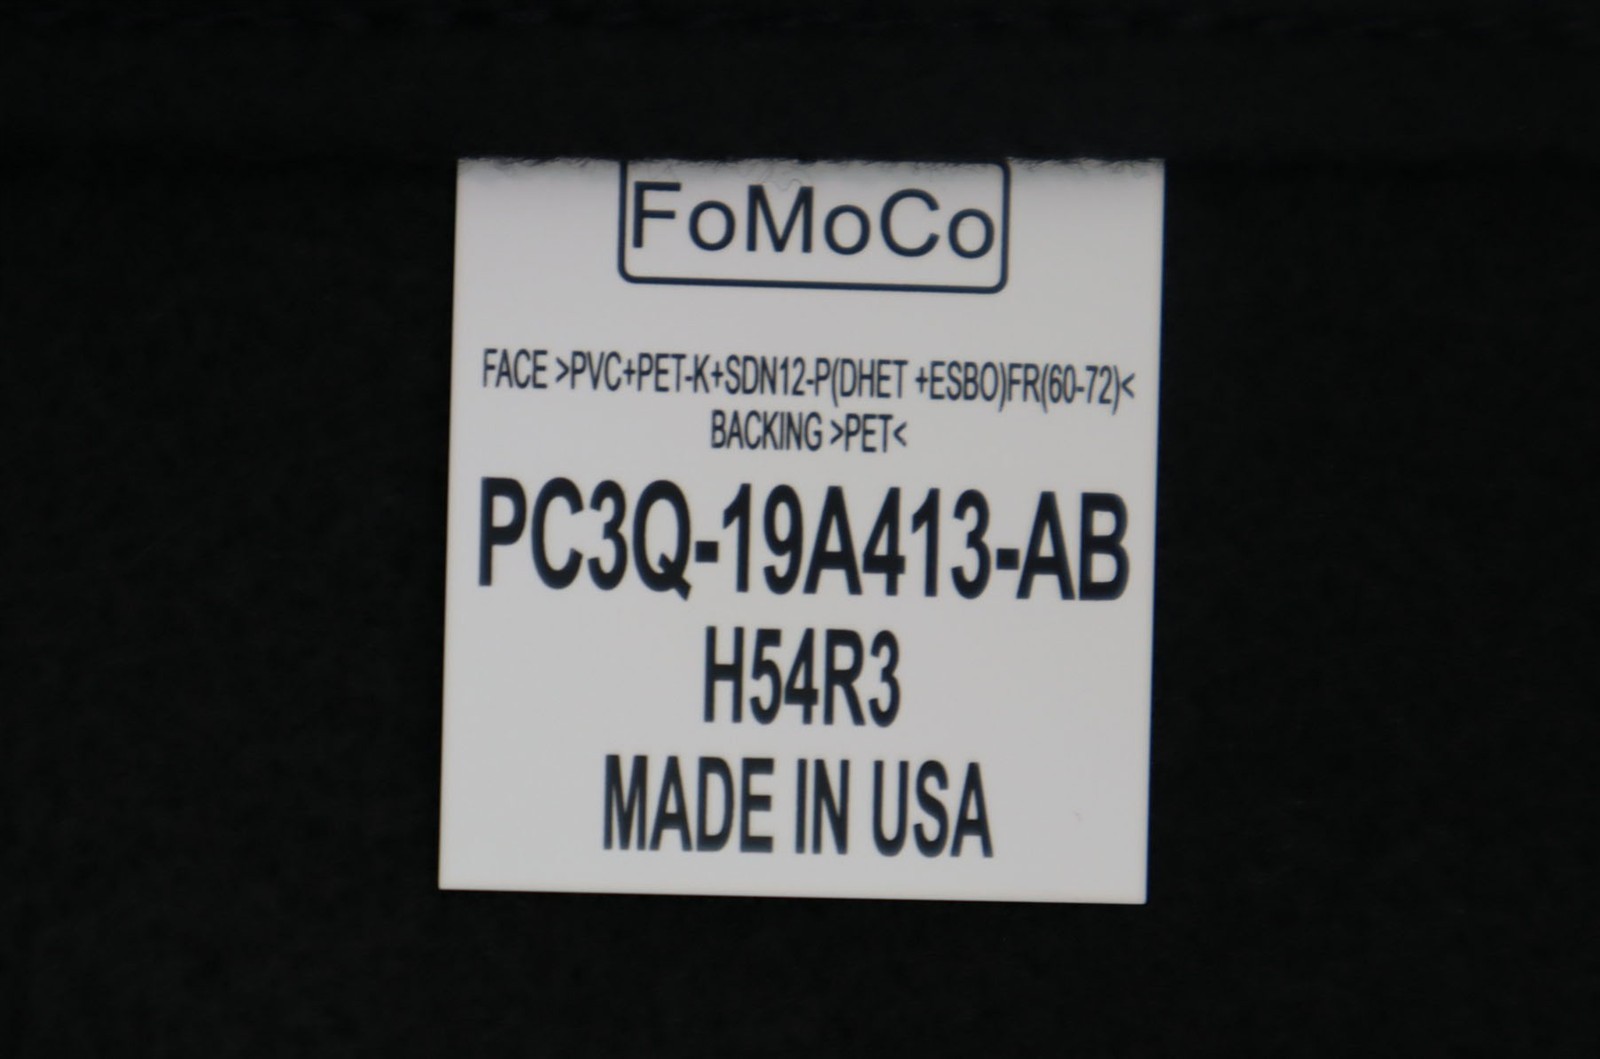 FoMoCo
FACE >PVC+PET-K+SDN12-P(DHET +ESBO)FR(60-72)<
BACKING >PET<
PC3Q-19A413-AB
H54R3
MADE IN USA